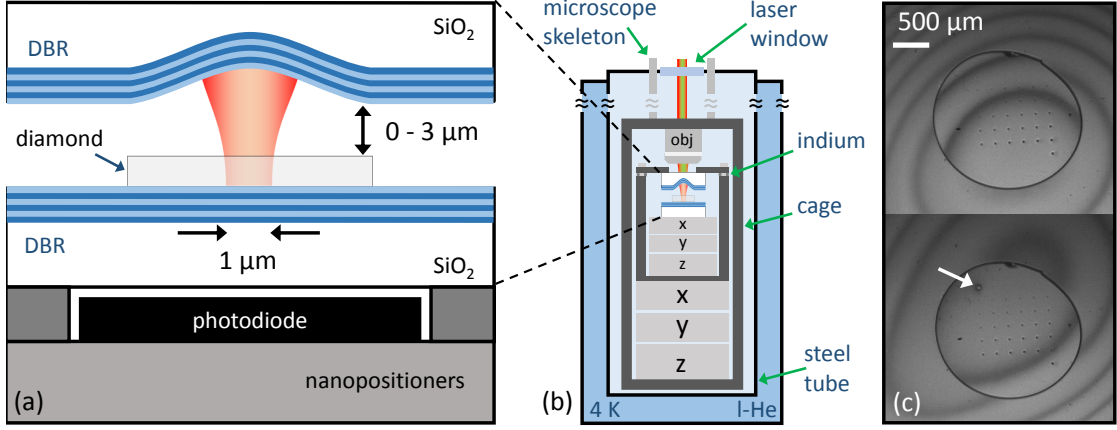 SiO2
DBR
diamond
0 - 3 μm
DBR
1 μm
SiO2
photodiode
nanopositioners
(a)
microscope
skeleton
laser
window
≈ ≈ ≈ ≈
obj
indium
cage
x
y
z
x
y
z
steel
tube
(b)
4 K
l-He
500 μm
(c)